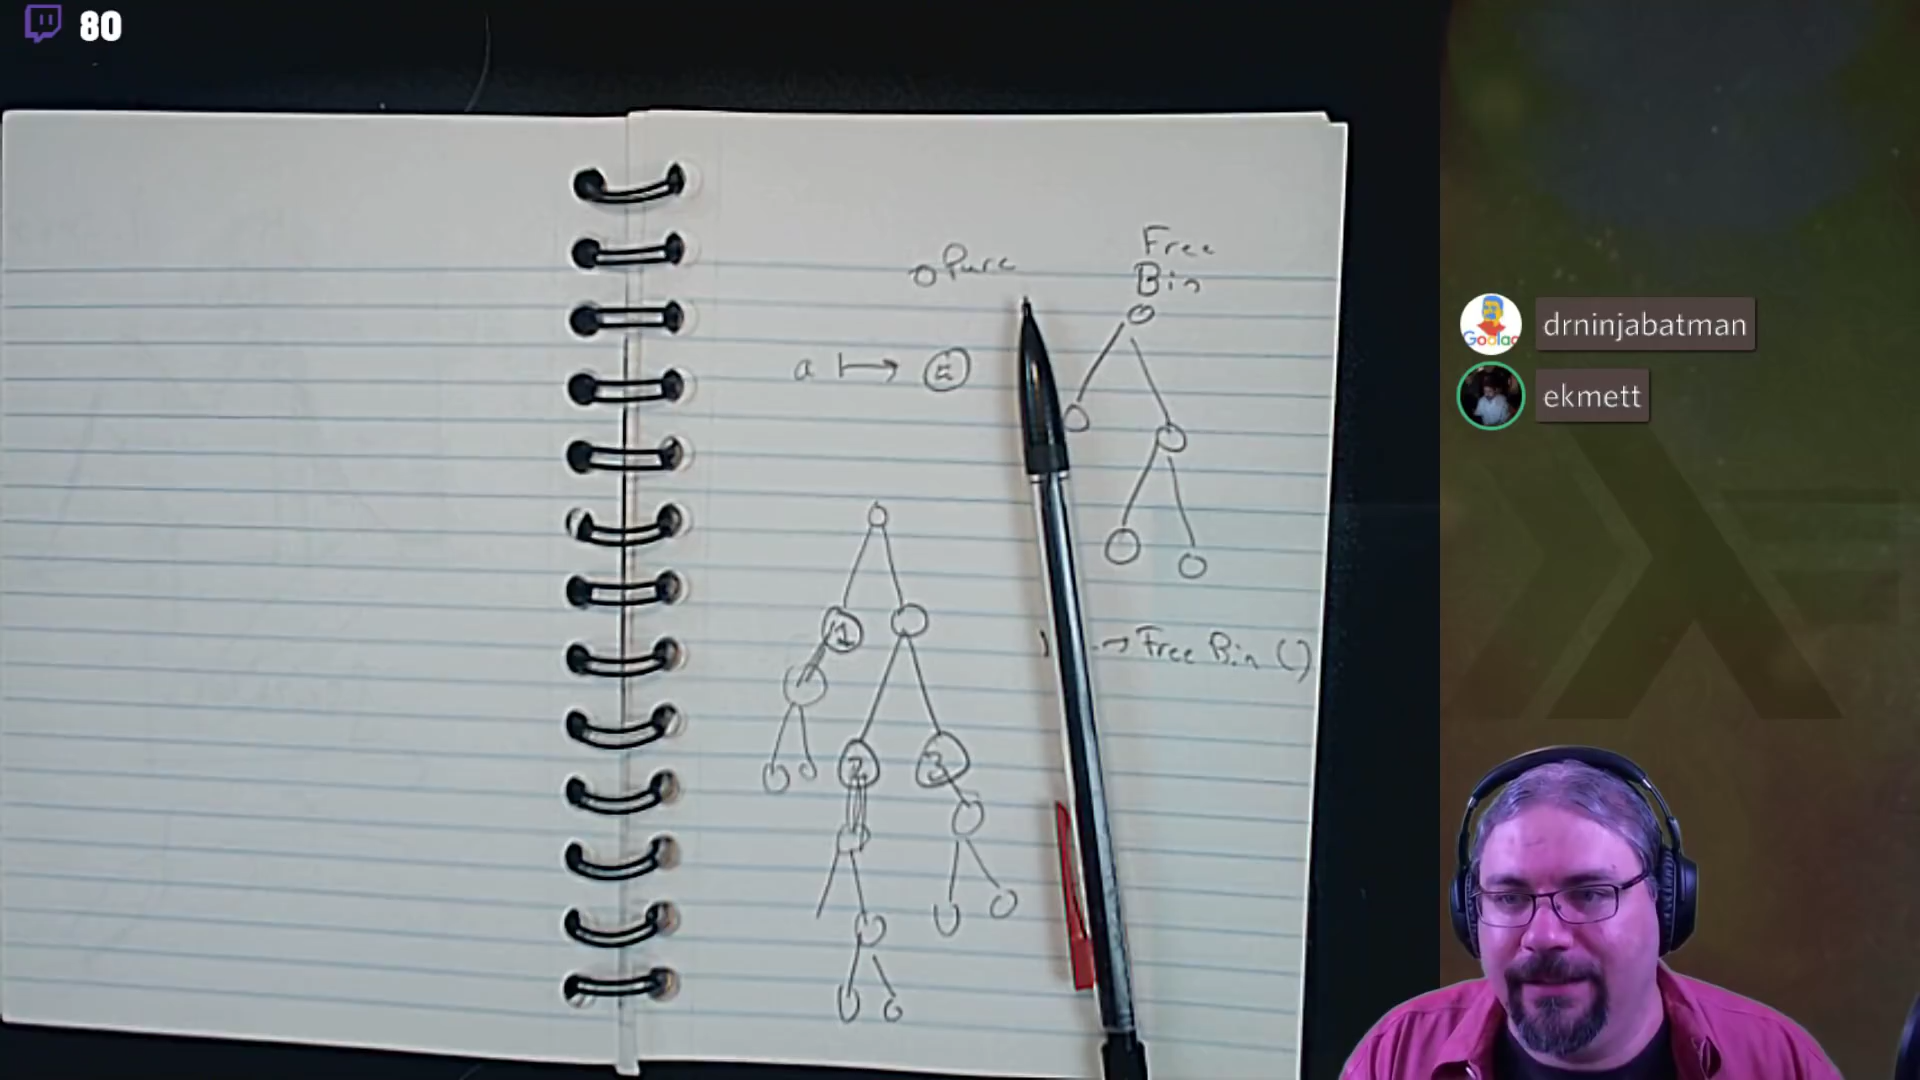 80
Free
Pure
Bin
a ↦ a
drninjabatman
ekmett
1
→ Free Bin ()
2
3